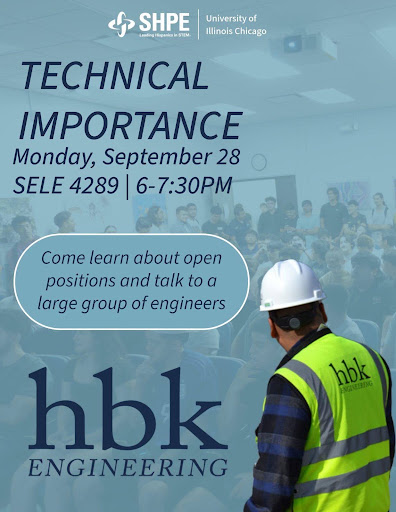 SHPE
Leading Hispanics in STEM
University of
Illinois Chicago
TECHNICAL
IMPORTANCE
Monday, September 28
SELE 4289 | 6-7:30PM
Come learn about open
positions and talk to a
large group of engineers
hbk
ENGINEERING
hbk
ENGINEERING